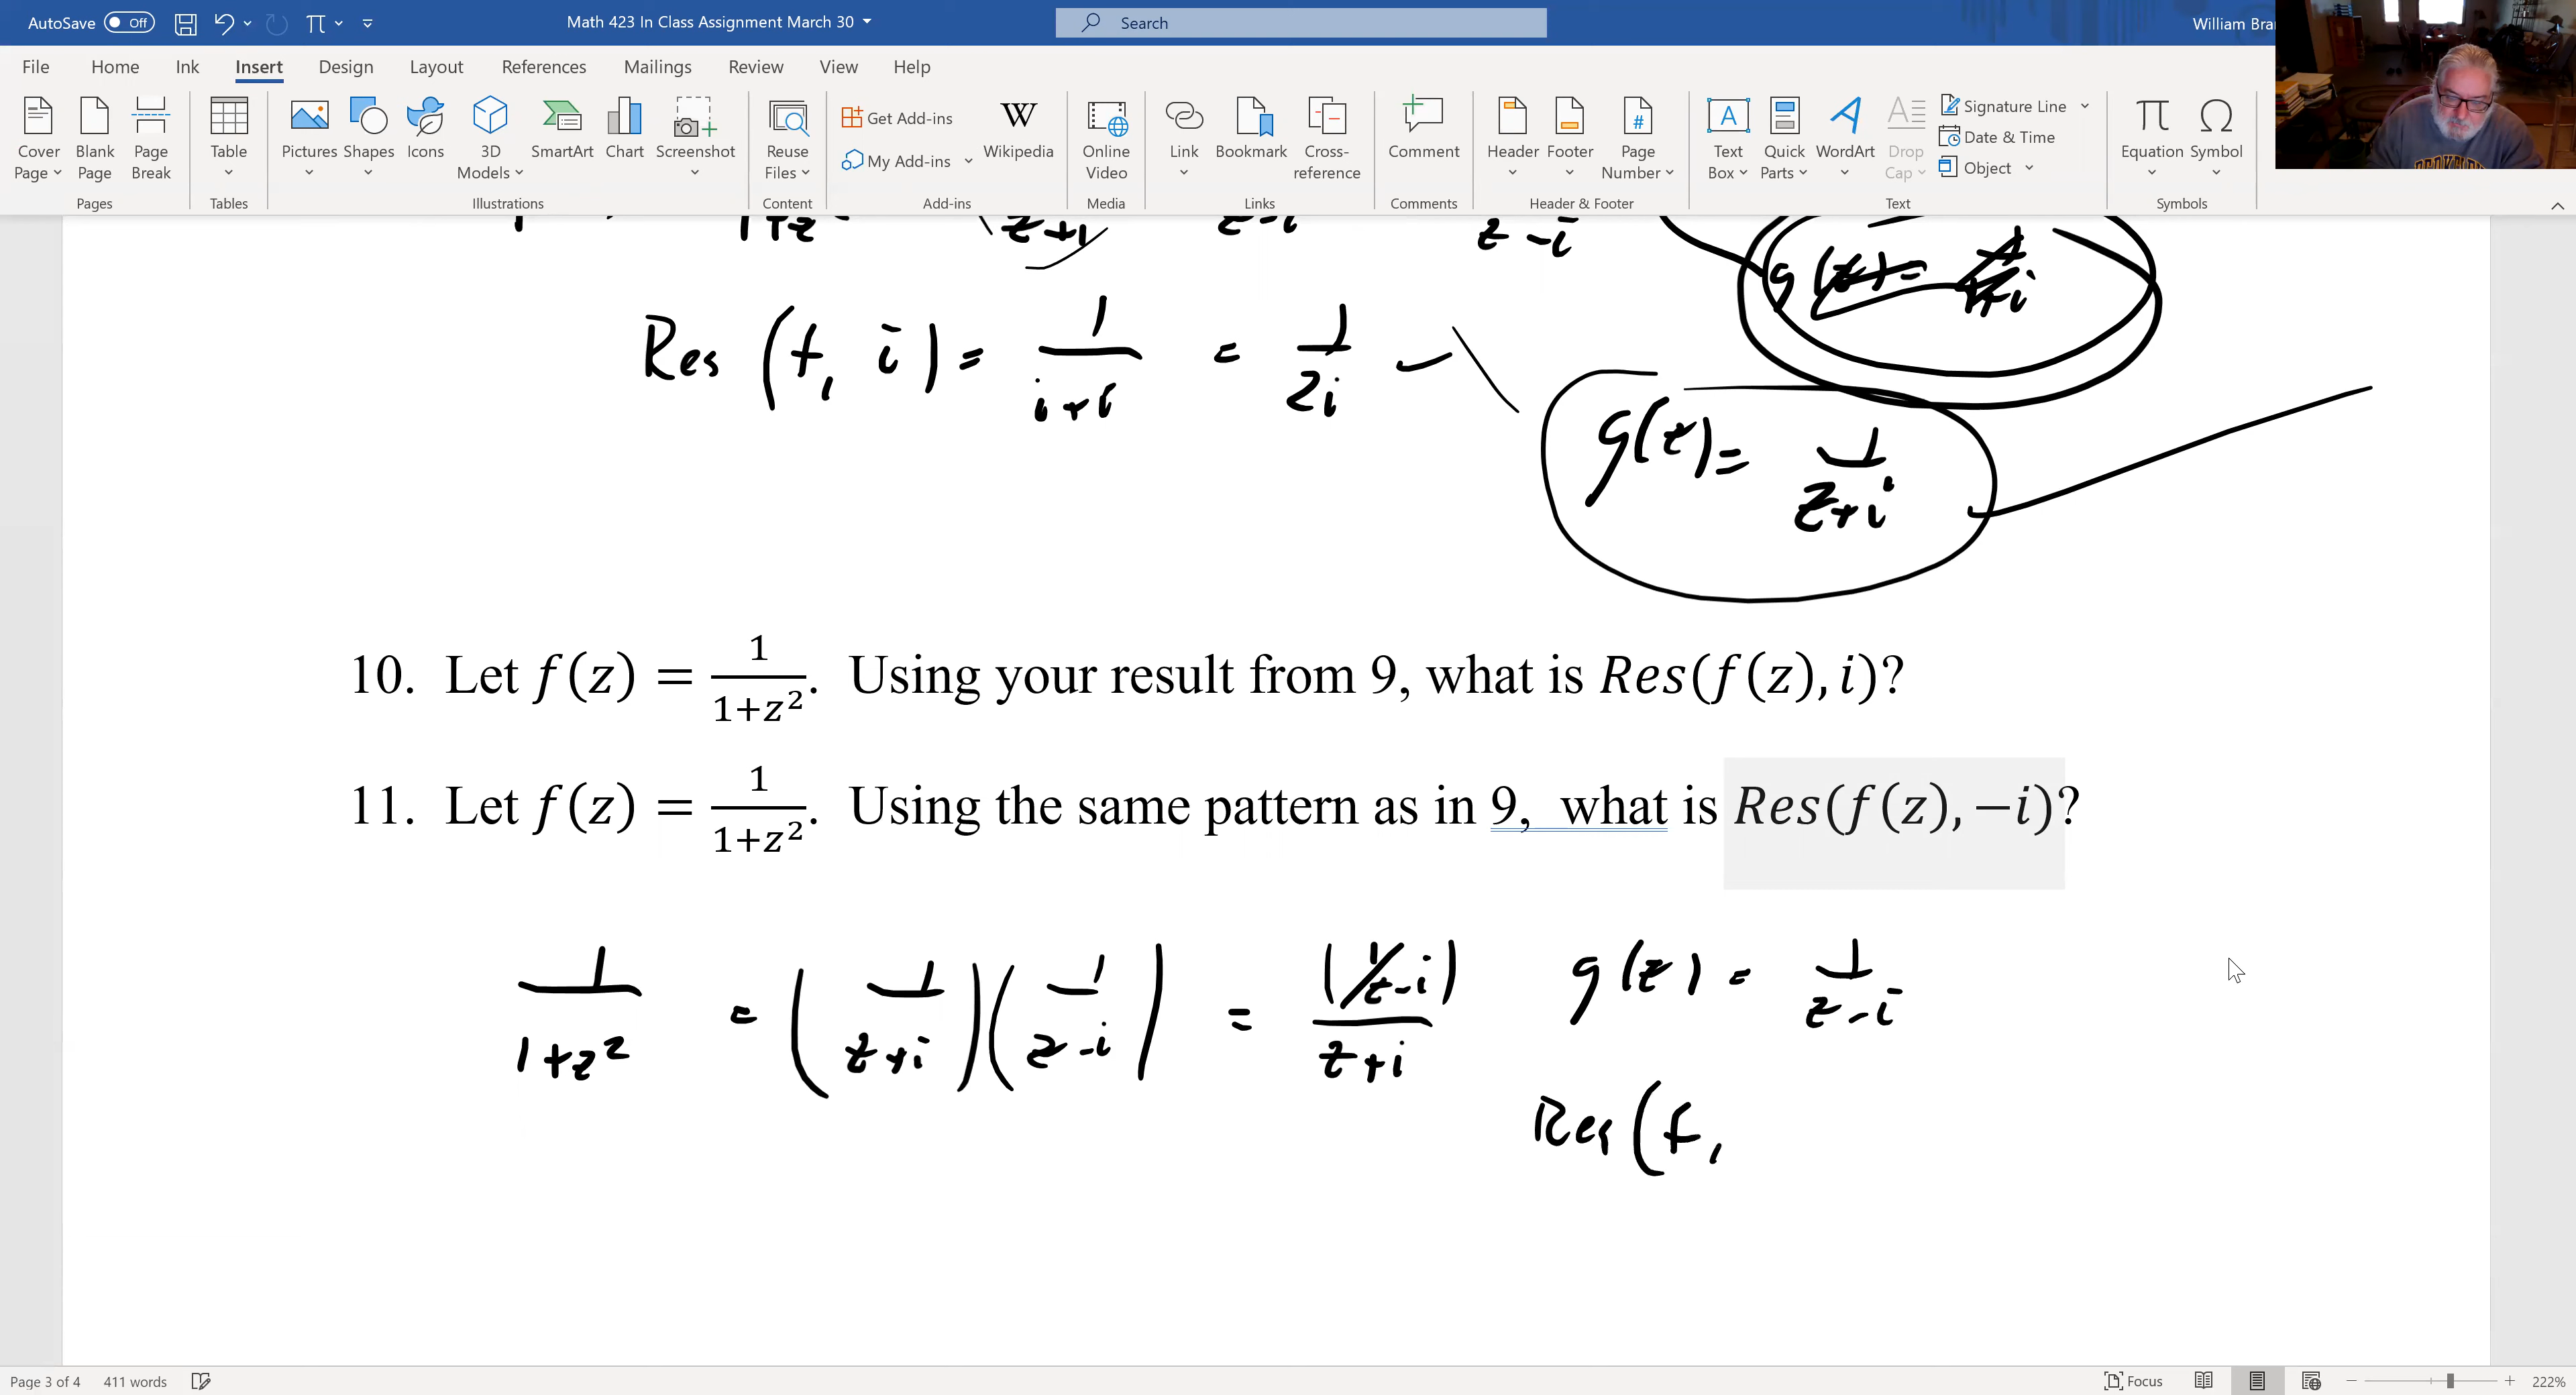 AutoSave Off Math 423 In Class Assignment March 30 Search William Bra
File Home Ink Insert Design Layout References Mailings Review View Help
Cover Page Blank Page Page Break Table Pictures Shapes Icons 3D Models SmartArt Chart Screenshot Reuse Files Get Add-ins My Add-ins Wikipedia Online Video Link Bookmark Cross-reference Comment Header Footer Page Number Text Box Quick Parts WordArt Drop Cap Signature Line Date & Time Object Equation Symbol
Pages Tables Illustrations Content Add-ins Media Links Comments Header & Footer Text Symbols
Res (f, i) = 1/(i+i) = 1/2i
g(z) = 1/(z+i)
10. Let f(z) = 1/(1+z²). Using your result from 9, what is Res(f(z), i)?
11. Let f(z) = 1/(1+z²). Using the same pattern as in 9, what is Res(f(z), −i)?
1/(1+z²) = (1/(z+i))(1/(z-i)) = (1/z-i)/(z+i) g(z) = 1/(z-i)
Res(f,
Page 3 of 4 411 words Focus 222%